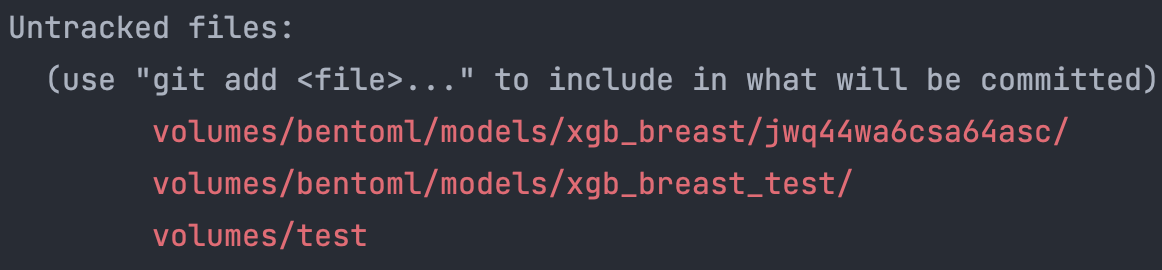 Untracked files:
(use "git add <file>..." to include in what will be committed)
volumes/bentoml/models/xgb_breast/jwq44wa6csa64asc/
volumes/bentoml/models/xgb_breast_test/
volumes/test